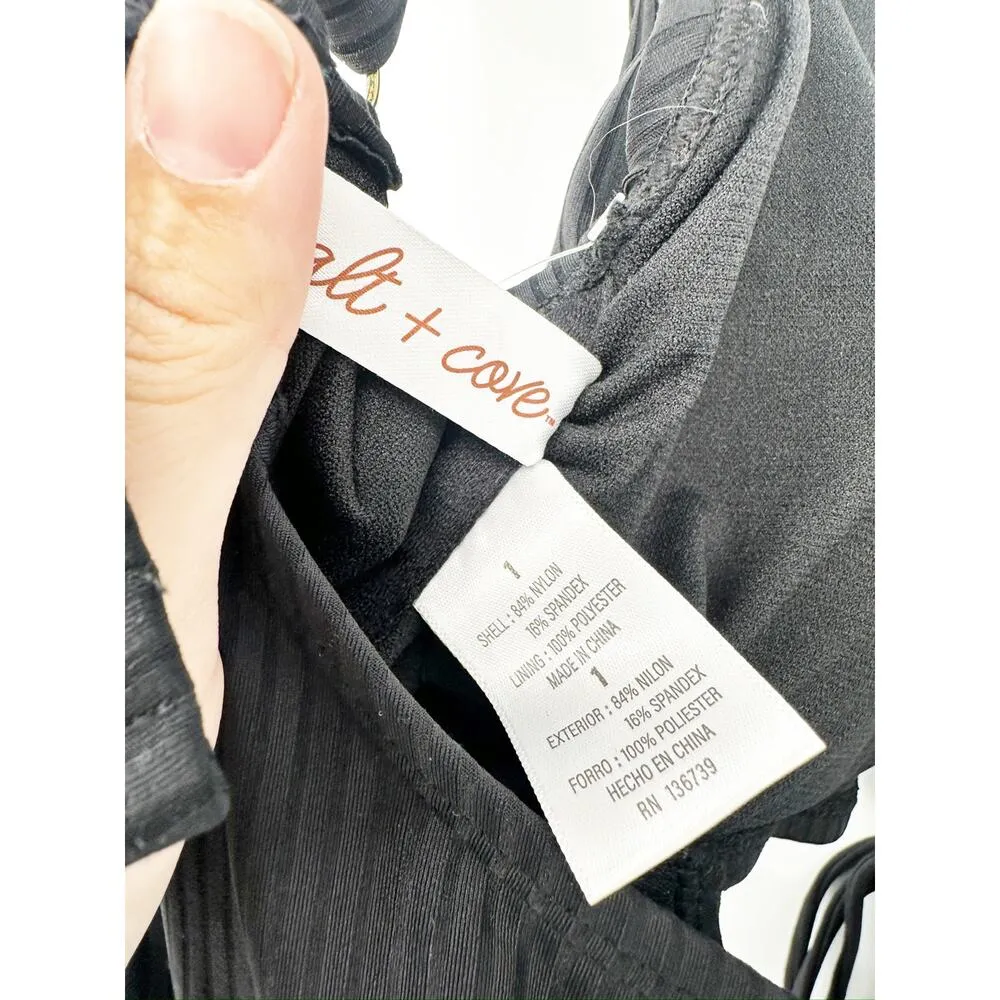 alt + cove™
1
SHELL : 84% NYLON
16% SPANDEX
LINING : 100% POLYESTER
MADE IN CHINA
1
EXTERIOR : 84% NILON
16% SPANDEX
FORRO : 100% POLIESTER
HECHO EN CHINA
RN 136739